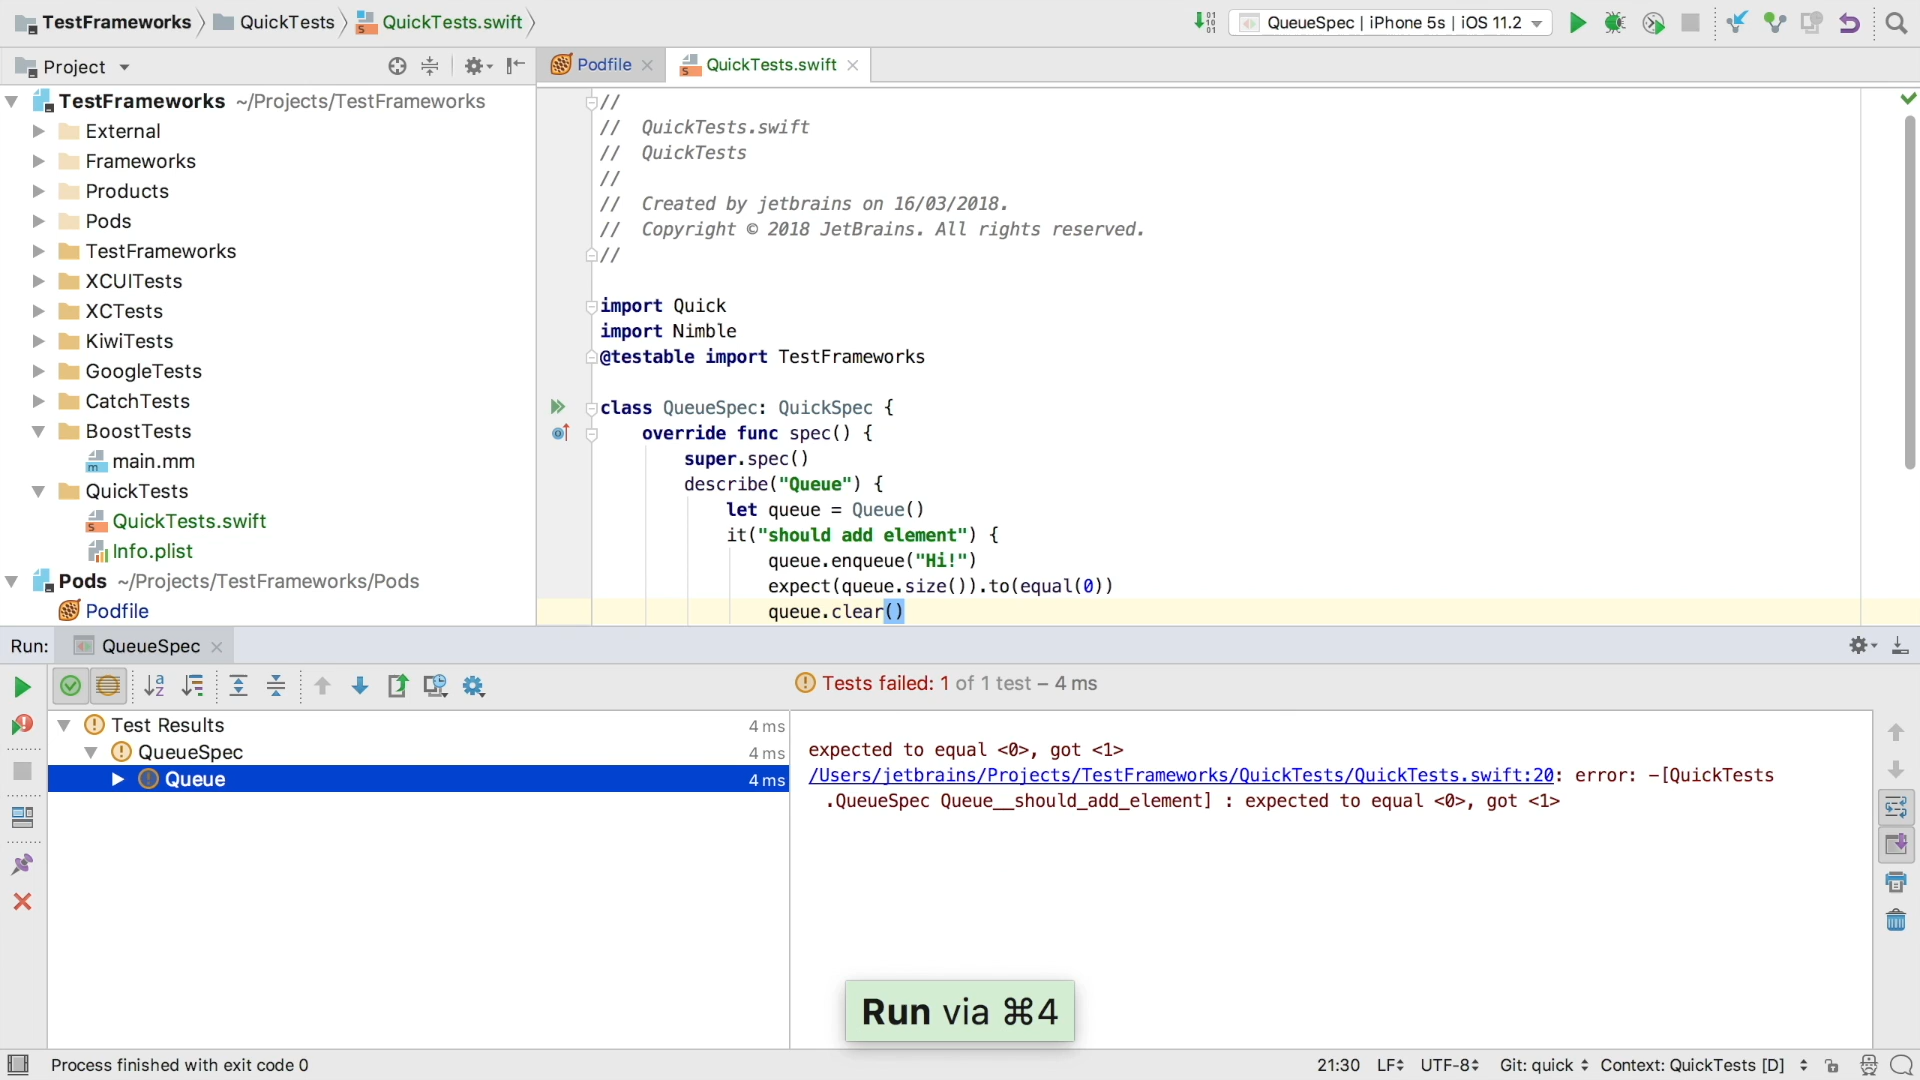 TestFrameworks
QuickTests
QuickTests.swift
QueueSpec | iPhone 5s | iOS 11.2
Project
Podfile
QuickTests.swift
TestFrameworks ~/Projects/TestFrameworks
External
Frameworks
Products
Pods
TestFrameworks
XCUITests
XCTests
KiwiTests
GoogleTests
CatchTests
BoostTests
main.mm
QuickTests
QuickTests.swift
Info.plist
Pods ~/Projects/TestFrameworks/Pods
Podfile
//
// QuickTests.swift
// QuickTests
//
// Created by jetbrains on 16/03/2018.
// Copyright © 2018 JetBrains. All rights reserved.
//
import Quick
import Nimble
@testable import TestFrameworks
class QueueSpec: QuickSpec {
override func spec() {
super.spec()
describe("Queue") {
let queue = Queue()
it("should add element") {
queue.enqueue("Hi!")
expect(queue.size()).to(equal(0))
queue.clear()
Run:
QueueSpec
Tests failed: 1 of 1 test – 4 ms
Test Results 4 ms
QueueSpec 4 ms
Queue 4 ms
expected to equal <0>, got <1>
/Users/jetbrains/Projects/TestFrameworks/QuickTests/QuickTests.swift:20: error: -[QuickTests
.QueueSpec Queue__should_add_element] : expected to equal <0>, got <1>
Run via ⌘4
Process finished with exit code 0
21:30
LF
UTF-8
Git: quick
Context: QuickTests [D]